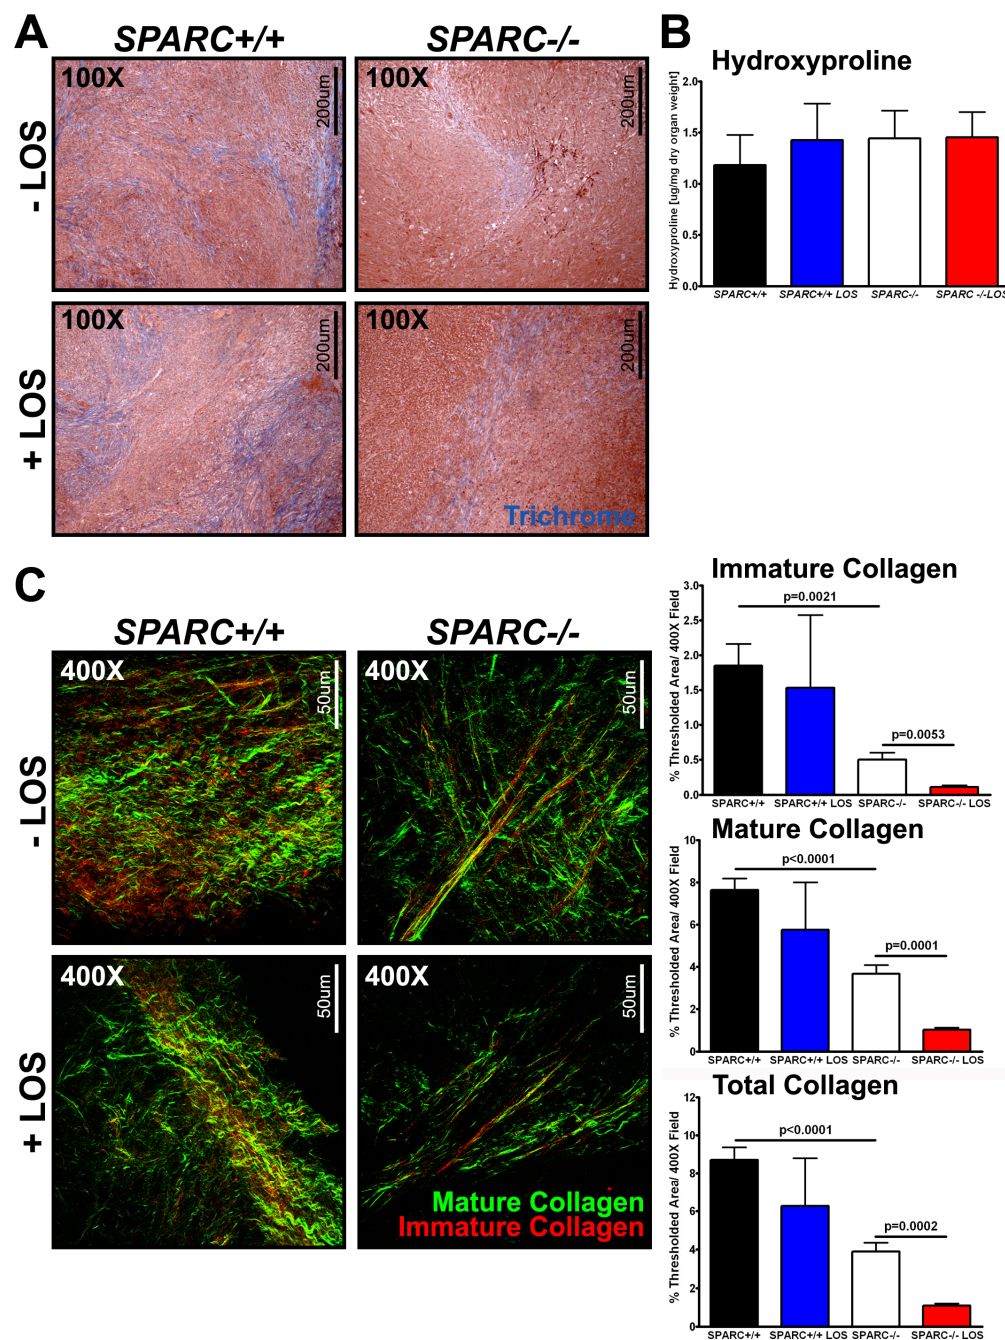 A
SPARC+/+
SPARC-/-
- LOS
100X
200um
100X
200um
+ LOS
100X
200um
100X
200um
Trichrome
B
Hydroxyproline
Hydroxyproline [ug/mg dry organ weight]
2.0
1.5
1.0
0.5
0.0
SPARC+/+
SPARC+/+ LOS
SPARC-/-
SPARC -/-LOS
C
SPARC+/+
SPARC-/-
- LOS
400X
50um
400X
50um
+ LOS
400X
50um
400X
50um
Mature Collagen
Immature Collagen
Immature Collagen
% Thresholded Area/ 400X Field
3.0
2.5
2.0
1.5
1.0
0.5
0.0
p=0.0021
p=0.0053
SPARC+/+
SPARC+/+ LOS
SPARC-/-
SPARC-/- LOS
Mature Collagen
% Thresholded Area/ 400X Field
10
8
6
4
2
0
p<0.0001
p=0.0001
SPARC+/+
SPARC+/+ LOS
SPARC-/-
SPARC-/- LOS
Total Collagen
% Thresholded Area/ 400X Field
12
10
8
6
4
2
0
p<0.0001
p=0.0002
SPARC+/+
SPARC+/+ LOS
SPARC-/-
SPARC-/- LOS